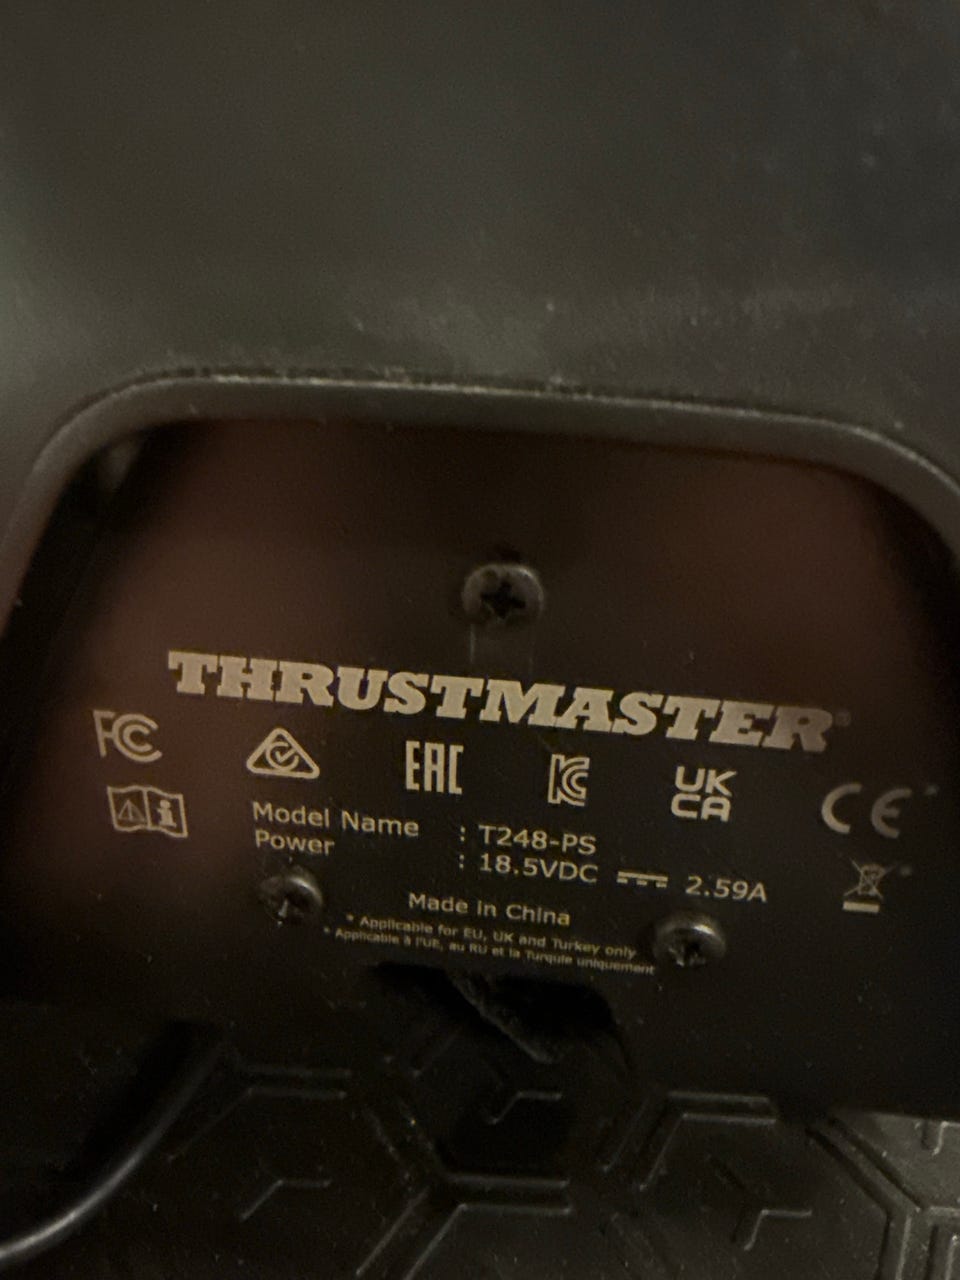 THRUSTMASTER®
FC EAC UK CA CE *
Model Name : T248-PS
Power : 18.5VDC 2.59A
Made in China
* Applicable for EU, UK and Turkey only
* Applicable à l'UE, au RU et la Turquie uniquement